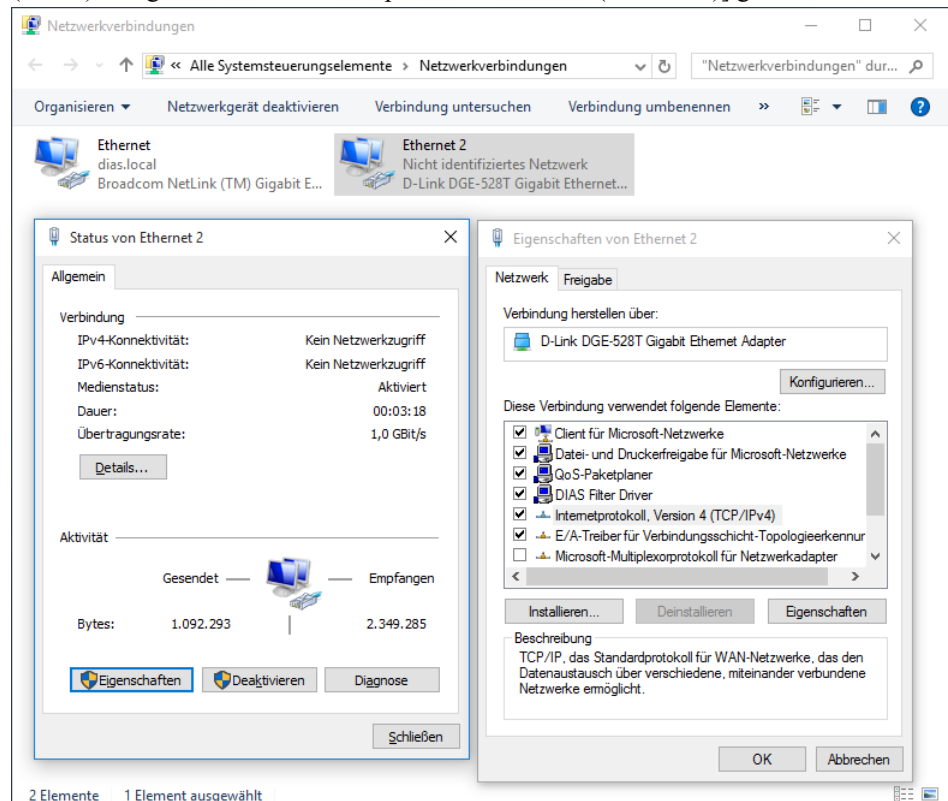 Netzwerkverbindungen
« Alle Systemsteuerungselemente > Netzwerkverbindungen
"Netzwerkverbindungen" dur...
Organisieren Netzwerkgerät deaktivieren Verbindung untersuchen Verbindung umbenennen »
Ethernet
dias.local
Broadcom NetLink (TM) Gigabit E...
Ethernet 2
Nicht identifiziertes Netzwerk
D-Link DGE-528T Gigabit Ethernet...
Status von Ethernet 2
Allgemein
Verbindung
IPv4-Konnektivität: Kein Netzwerkzugriff
IPv6-Konnektivität: Kein Netzwerkzugriff
Medienstatus: Aktiviert
Dauer: 00:03:18
Übertragungsrate: 1,0 GBit/s
Details...
Aktivität
Gesendet — — Empfangen
Bytes: 1.092.293 2.349.285
Eigenschaften Deaktivieren Diagnose
Schließen
Eigenschaften von Ethernet 2
Netzwerk Freigabe
Verbindung herstellen über:
D-Link DGE-528T Gigabit Ethernet Adapter
Konfigurieren...
Diese Verbindung verwendet folgende Elemente:
Client für Microsoft-Netzwerke
Datei- und Druckerfreigabe für Microsoft-Netzwerke
QoS-Paketplaner
DIAS Filter Driver
Internetprotokoll, Version 4 (TCP/IPv4)
E/A-Treiber für Verbindungsschicht-Topologieerkennur
Microsoft-Multiplexorprotokoll für Netzwerkadapter
Installieren... Deinstallieren Eigenschaften
Beschreibung
TCP/IP, das Standardprotokoll für WAN-Netzwerke, das den
Datenaustausch über verschiedene, miteinander verbundene
Netzwerke ermöglicht.
OK Abbrechen
2 Elemente 1 Element ausgewählt